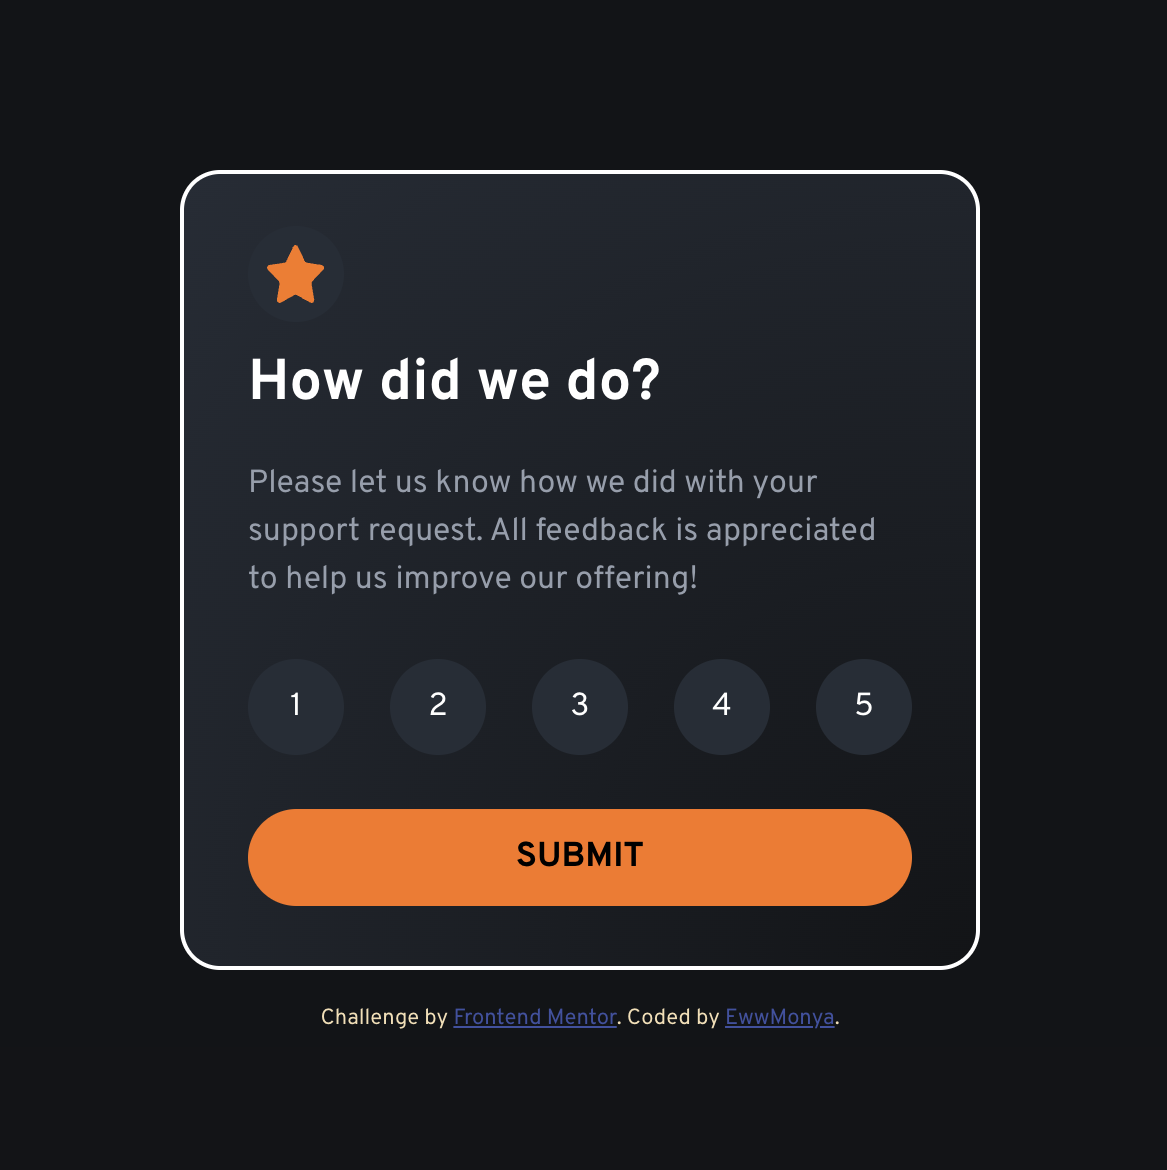 How did we do?
Please let us know how we did with your
support request. All feedback is appreciated
to help us improve our offering!
1 2 3 4 5
SUBMIT
Challenge by Frontend Mentor. Coded by EwwMonya.